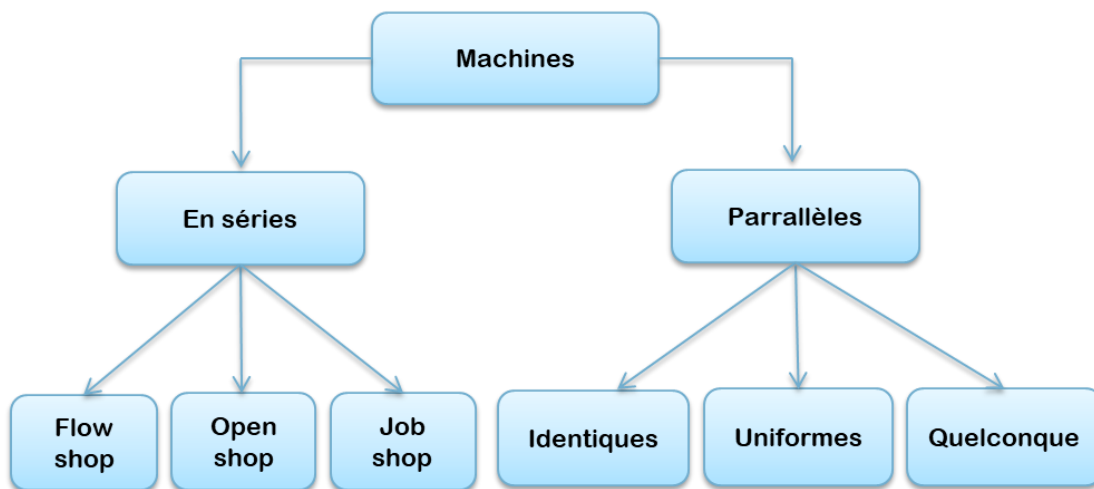 Machines
En séries
Parrallèles
Flow
shop
Open
shop
Job
shop
Identiques
Uniformes
Quelconque